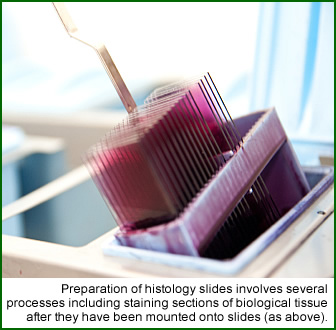 Preparation of histology slides involves several
processes including staining sections of biological tissue
after they have been mounted onto slides (as above).